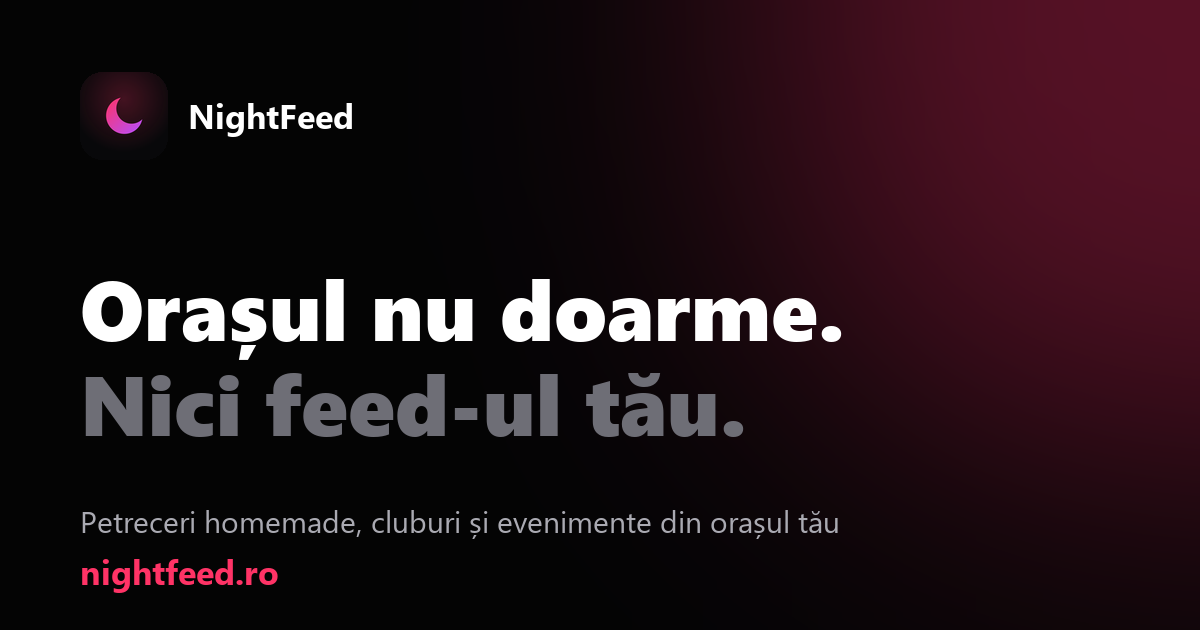 NightFeed
Orașul nu doarme.
Nici feed-ul tău.
Petreceri homemade, cluburi și evenimente din orașul tău
nightfeed.ro